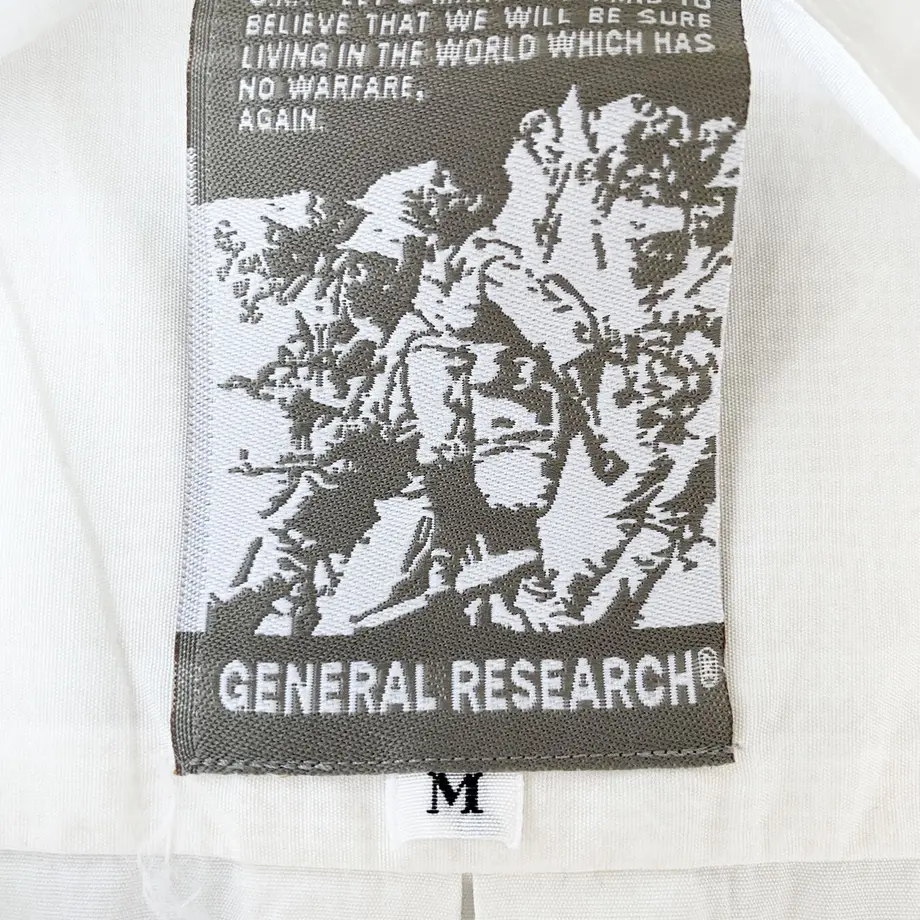 BELIEVE THAT WE WILL BE SURE
LIVING IN THE WORLD WHICH HAS
NO WARFARE,
AGAIN.
GENERAL RESEARCH®
M